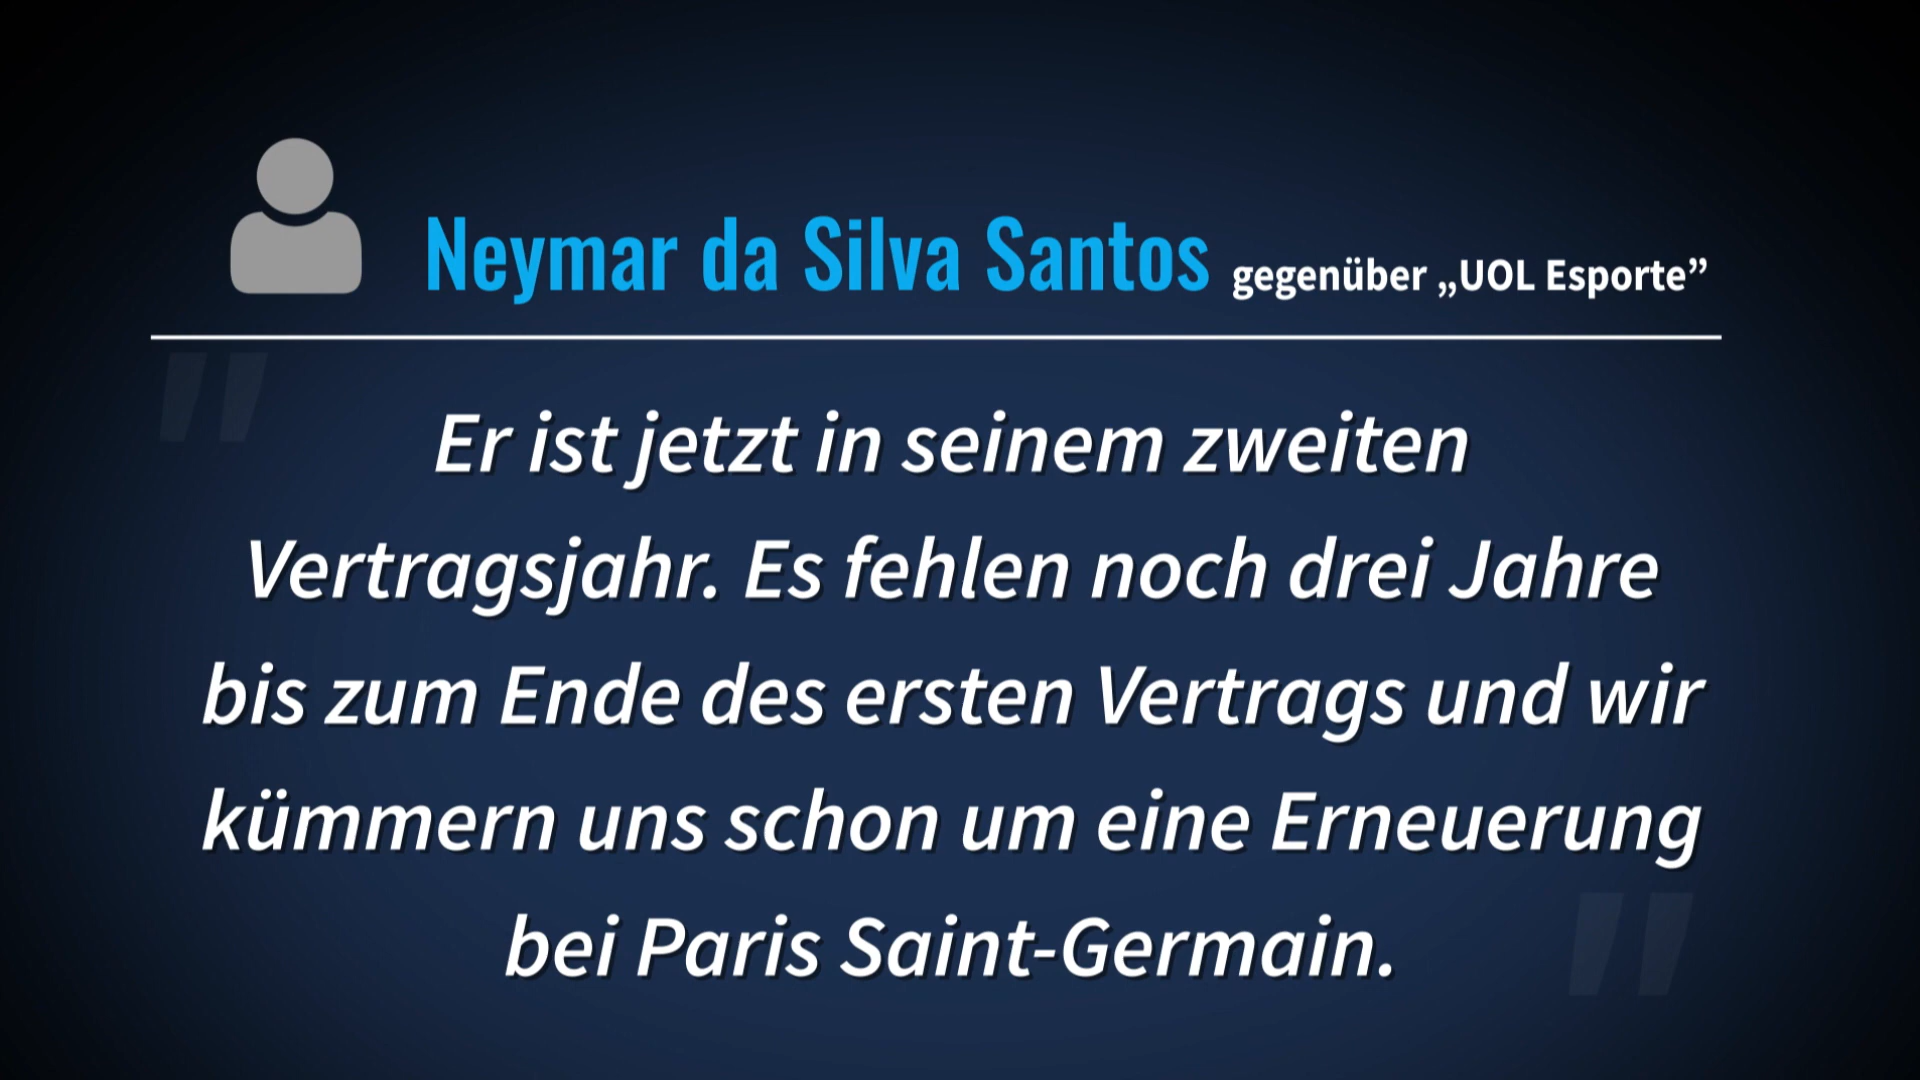 Neymar da Silva Santos gegenüber „UOL Esporte”
Er ist jetzt in seinem zweiten
Vertragsjahr. Es fehlen noch drei Jahre
bis zum Ende des ersten Vertrags und wir
kümmern uns schon um eine Erneuerung
bei Paris Saint-Germain.